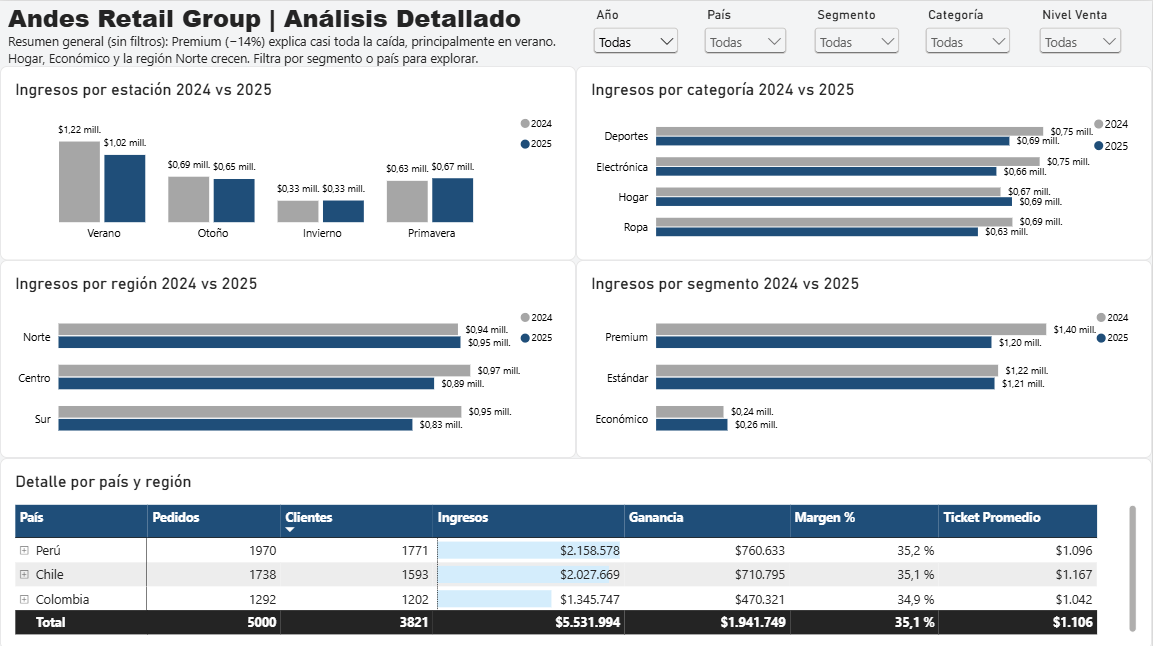 Andes Retail Group | Análisis Detallado
Resumen general (sin filtros): Premium (−14%) explica casi toda la caída, principalmente en verano.
Hogar, Económico y la región Norte crecen. Filtra por segmento o país para explorar.
Año
País
Segmento
Categoría
Nivel Venta
Todas
Todas
Todas
Todas
Todas
Ingresos por estación 2024 vs 2025
2024
2025
$1,22 mill.
$1,02 mill.
$0,69 mill.
$0,65 mill.
$0,33 mill.
$0,33 mill.
$0,63 mill.
$0,67 mill.
Verano
Otoño
Invierno
Primavera
Ingresos por categoría 2024 vs 2025
2024
2025
Deportes
$0,75 mill.
$0,69 mill.
Electrónica
$0,75 mill.
$0,66 mill.
Hogar
$0,67 mill.
$0,69 mill.
Ropa
$0,69 mill.
$0,63 mill.
Ingresos por región 2024 vs 2025
2024
2025
Norte
$0,94 mill.
$0,95 mill.
Centro
$0,97 mill.
$0,89 mill.
Sur
$0,95 mill.
$0,83 mill.
Ingresos por segmento 2024 vs 2025
2024
2025
Premium
$1,40 mill.
$1,20 mill.
Estándar
$1,22 mill.
$1,21 mill.
Económico
$0,24 mill.
$0,26 mill.
Detalle por país y región
País Pedidos Clientes Ingresos Ganancia Margen % Ticket Promedio
Perú 1970 1771 $2.158.578 $760.633 35,2 % $1.096
Chile 1738 1593 $2.027.669 $710.795 35,1 % $1.167
Colombia 1292 1202 $1.345.747 $470.321 34,9 % $1.042
Total 5000 3821 $5.531.994 $1.941.749 35,1 % $1.106